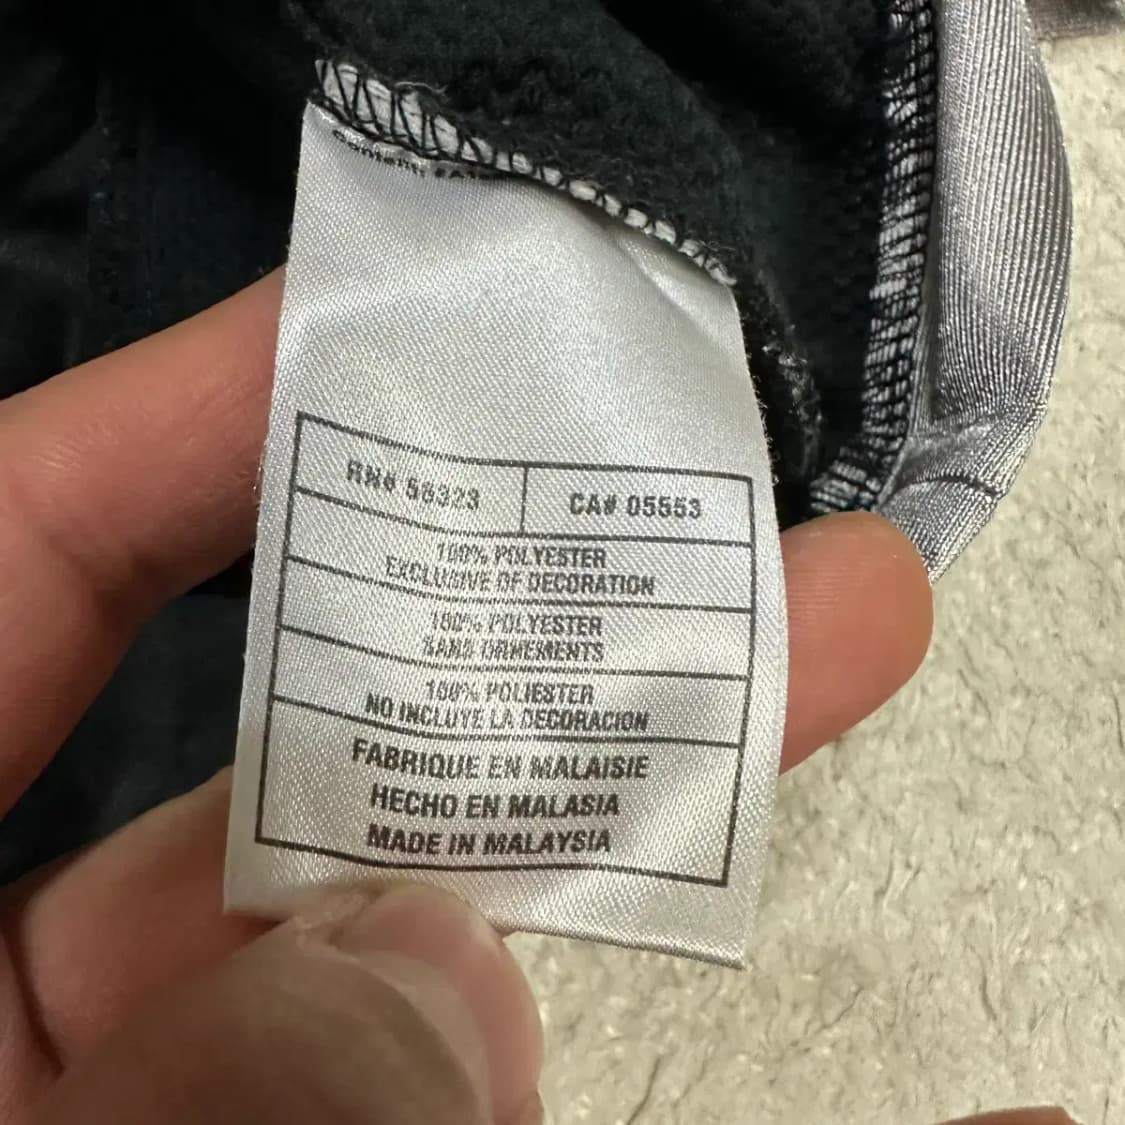 Content:
RN# 56323
CA# 05553
100% POLYESTER
EXCLUSIVE OF DECORATION
100% POLYESTER
SANS ORNEMENTS
100% POLIESTER
NO INCLUYE LA DECORACION
FABRIQUE EN MALAISIE
HECHO EN MALASIA
MADE IN MALAYSIA